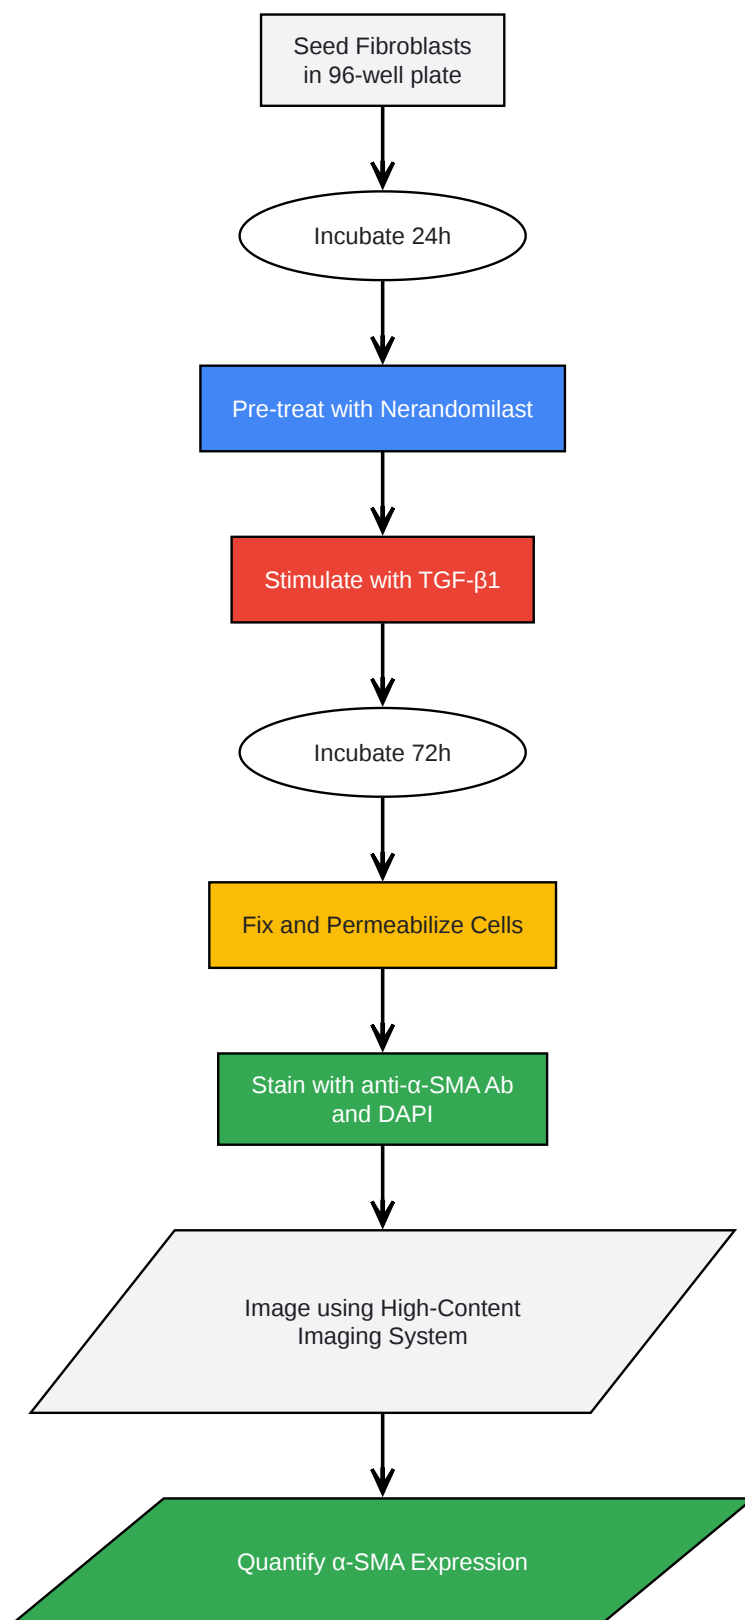 Seed Fibroblasts
in 96-well plate
Incubate 24h
Pre-treat with Nerandomilast
Stimulate with TGF-β1
Incubate 72h
Fix and Permeabilize Cells
Stain with anti-α-SMA Ab
and DAPI
Image using High-Content
Imaging System
Quantify α-SMA Expression